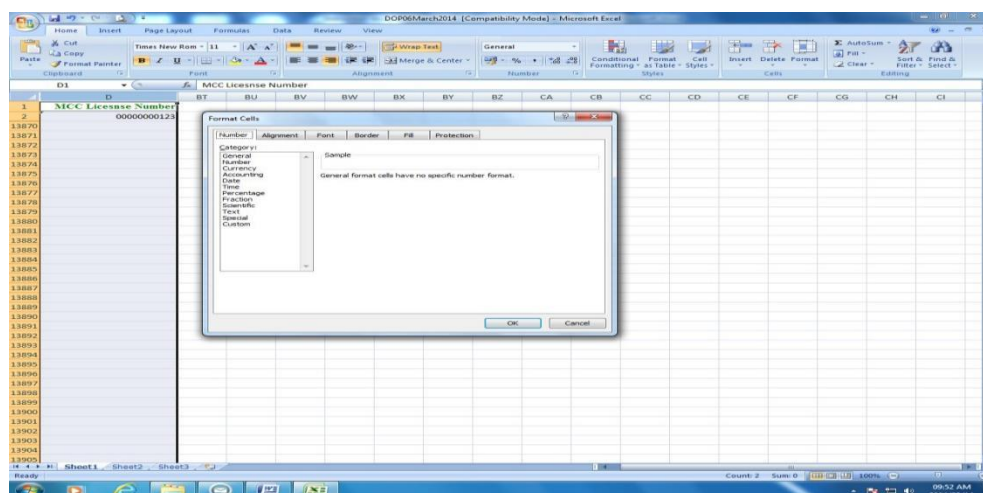 DOP06March2014 [Compatibility Mode] - Microsoft Excel
Home Insert Page Layout Formulas Data Review View
Paste
Cut
Copy
Format Painter
Clipboard
Times New Rom 11
B I U
Font
Wrap Text
Merge & Center
Alignment
General
Number
Conditional Formatting
Format as Table
Cell Styles
Styles
Insert Delete Format
Cells
AutoSum
Fill
Clear
Sort & Filter
Find & Select
Editing
D1 MCC Licesnse Number
D BT BU BV BW BX BY BZ CA CB CC CD CE CF CG CH CI
1 MCC Licesnse Number
2 00000000123
13870
13871
13872
13873
13874
13875
13876
13877
13878
13879
13880
13881
13882
13883
13884
13885
13886
13887
13888
13889
13890
13891
13892
13893
13894
13895
13896
13897
13898
13899
13900
13901
13902
13903
13904
13905
Format Cells
Number Alignment Font Border Fill Protection
Category:
General
Number
Currency
Accounting
Date
Time
Percentage
Fraction
Scientific
Text
Special
Custom
Sample
General format cells have no specific number format.
OK Cancel
Sheet1 Sheet2 Sheet3
Ready Count: 2 Sum: 0 100%
09:52 AM